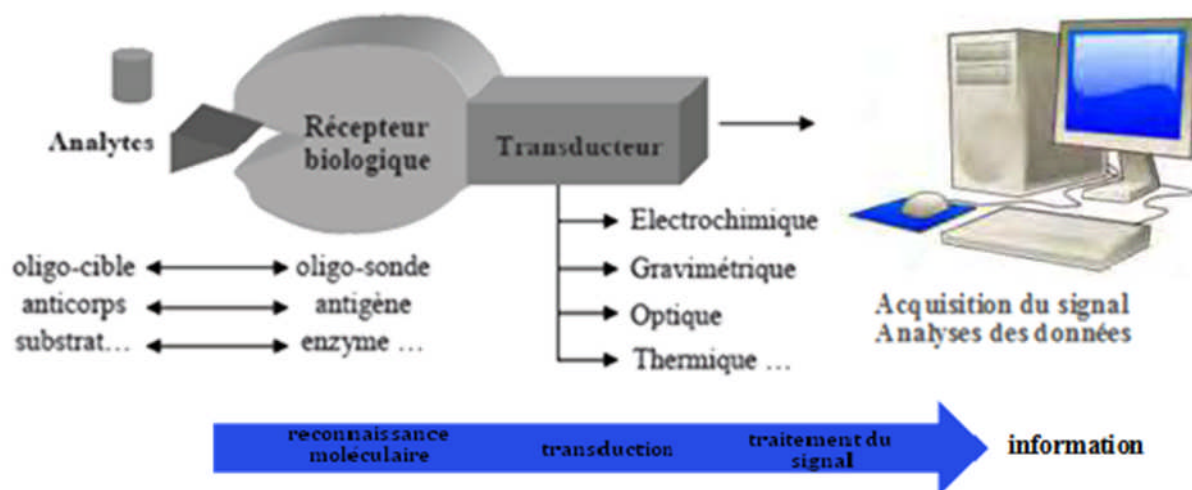 Analytes
Récepteur
biologique
Transducteur
Electrochimique
Gravimétrique
Optique
Thermique ...
oligo-cible oligo-sonde
anticorps antigène
substrat... enzyme ...
Acquisition du signal
Analyses des données
reconnaissance
moléculaire
transduction
traitement du
signal
information